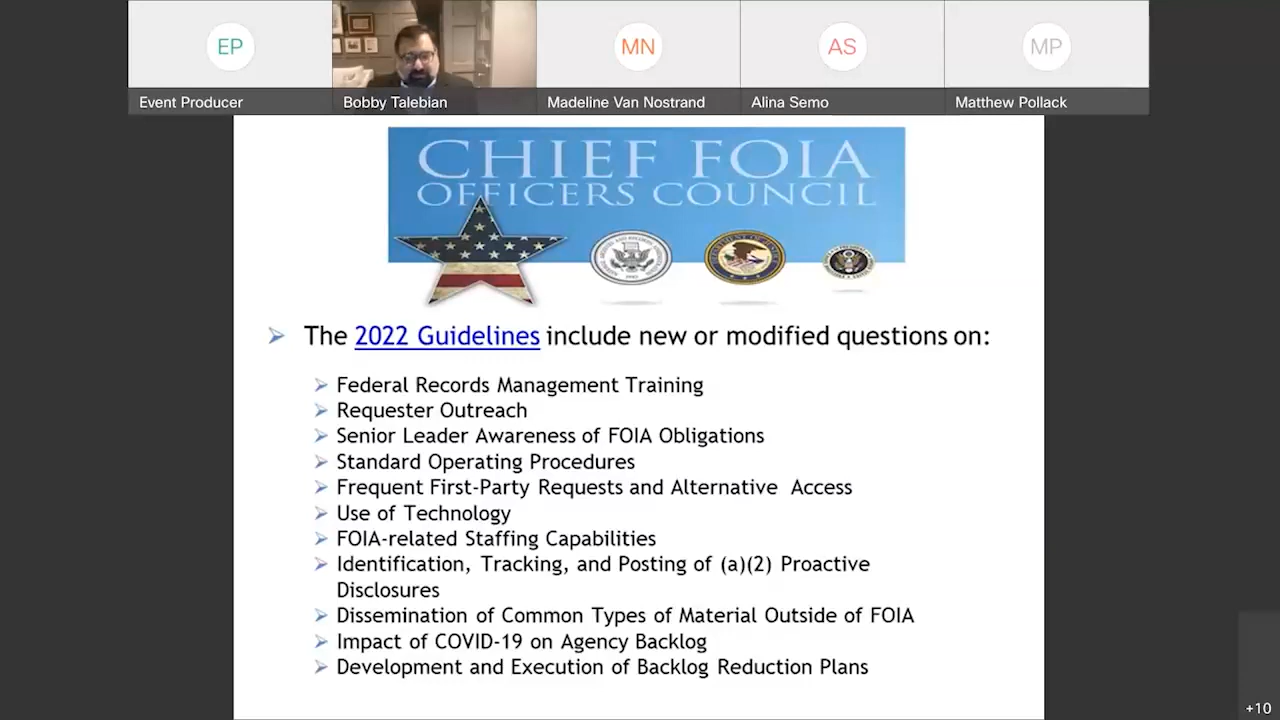 EP
MN
AS
MP
Event Producer
Bobby Talebian
Madeline Van Nostrand
Alina Semo
Matthew Pollack
CHIEF FOIA
OFFICERS COUNCIL
The 2022 Guidelines include new or modified questions on:
Federal Records Management Training
Requester Outreach
Senior Leader Awareness of FOIA Obligations
Standard Operating Procedures
Frequent First-Party Requests and Alternative Access
Use of Technology
FOIA-related Staffing Capabilities
Identification, Tracking, and Posting of (a)(2) Proactive
Disclosures
Dissemination of Common Types of Material Outside of FOIA
Impact of COVID-19 on Agency Backlog
Development and Execution of Backlog Reduction Plans
+10